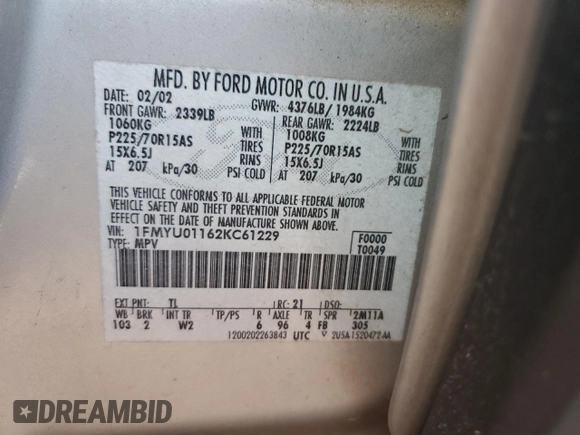 MFD. BY FORD MOTOR CO. IN U.S.A.
DATE: 02/02 GVWR: 4376LB/ 1984KG
FRONT GAWR: 2339LB REAR GAWR: 2224LB
1060KG WITH 1008KG WITH
P225/70R15AS TIRES P225/70R15AS TIRES
15X6.5J RIMS 15X6.5J RIMS
AT 207 kPa/30 PSI COLD AT 207 kPa/30 PSI COLD
THIS VEHICLE CONFORMS TO ALL APPLICABLE FEDERAL MOTOR
VEHICLE SAFETY AND THEFT PREVENTION STANDARDS IN
EFFECT ON THE DATE OF MANUFACTURE SHOWN ABOVE.
VIN: 1FMYU01162KC61229 F0000
TYPE: MPV T0049
EXT PNT: TL RC: 21 DSO:
WB BRK INT TR TP/PS R AXLE TR SPR 2M11A
103 2 W2 6 96 4 FB 305
1200202263843 UTC
DREAMBID